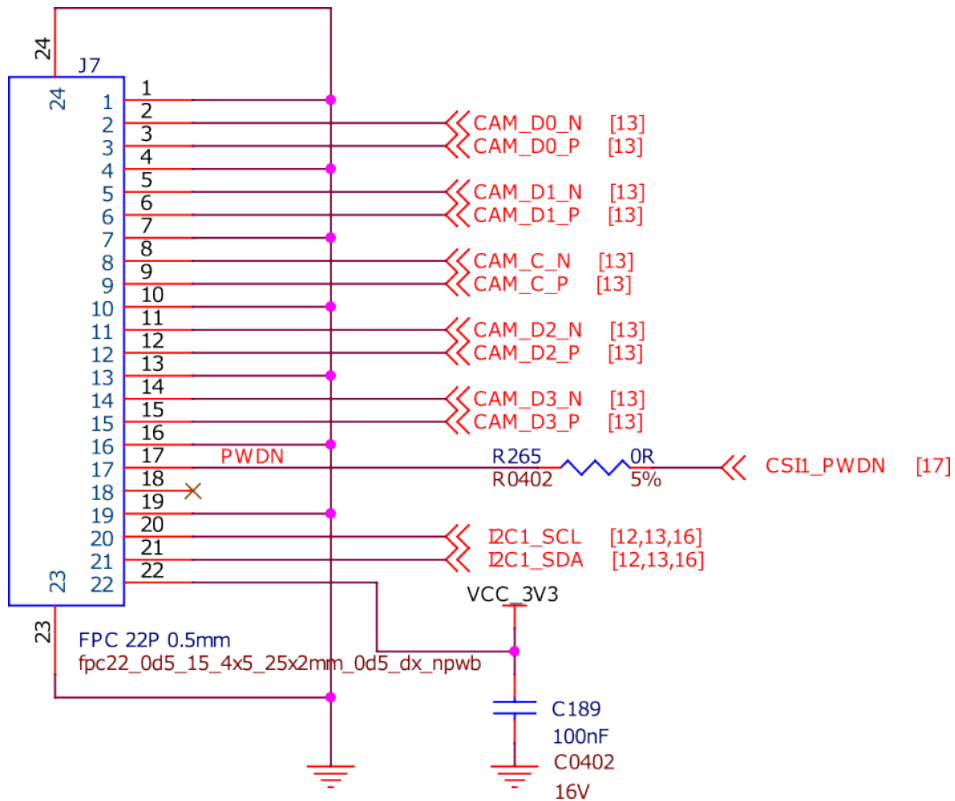 24
J7
24
1 1
2 2 CAM_D0_N [13]
3 3 CAM_D0_P [13]
4 4
5 5 CAM_D1_N [13]
6 6 CAM_D1_P [13]
7 7
8 8 CAM_C_N [13]
9 9 CAM_C_P [13]
10 10
11 11 CAM_D2_N [13]
12 12 CAM_D2_P [13]
13 13
14 14 CAM_D3_N [13]
15 15 CAM_D3_P [13]
16 16
17 17 PWDN R265 0R CSI1_PWDN [17]
R0402 5%
18 18
19 19
20 20 I2C1_SCL [12,13,16]
21 21 I2C1_SDA [12,13,16]
22 22
23
VCC_3V3
23
FPC 22P 0.5mm
fpc22_0d5_15_4x5_25x2mm_0d5_dx_npwb
C189
100nF
C0402
16V